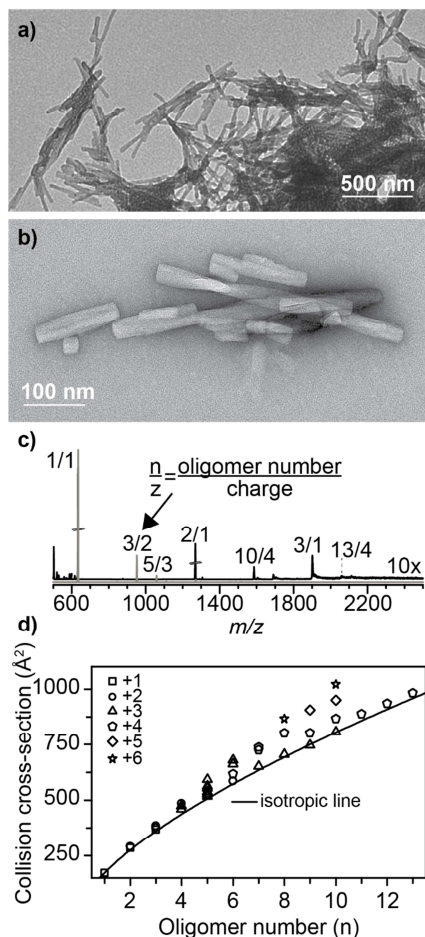 a)
500 nm
b)
100 nm
c)
1/1
n/z = oligomer number/charge
3/2
5/3
2/1
10/4
3/1
13/4
10x
600 1000 1400 1800 2200
m/z
d)
Collision cross-section (Å²)
1000
750
500
250
+1
+2
+3
+4
+5
+6
isotropic line
2 4 6 8 10 12
Oligomer number (n)